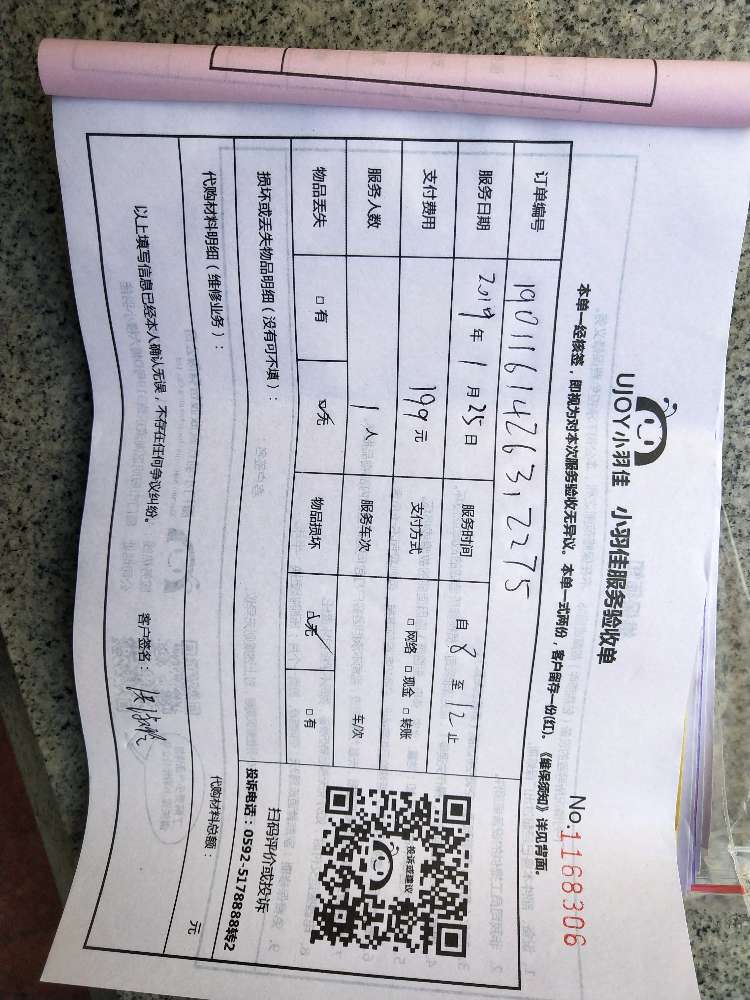 UJOY小羽佳 小羽佳服务验收单
No:1168306
本单一经核签，即视为对本次服务验收无异议。本单一式两份，客户留存一份(红)。《维保须知》详见背面。
订单编号 19011614263,2275
服务日期 2019年1月25日 服务时间 自8至12止
支付费用 199元 支付方式 □网络 □现金 □转账
服务人数 1人 服务车次 车/次
物品丢失 □有 □无 物品损坏 □无 □有
投诉或建议
扫码评价或投诉
投诉电话：0592-5178888转2
损坏或丢失物品明细（没有可不填）：
代购材料明细（维修业务）：
代购材料总额： 元
以上填写信息已经本人确认无误，不存在任何争议纠纷。 客户签名：